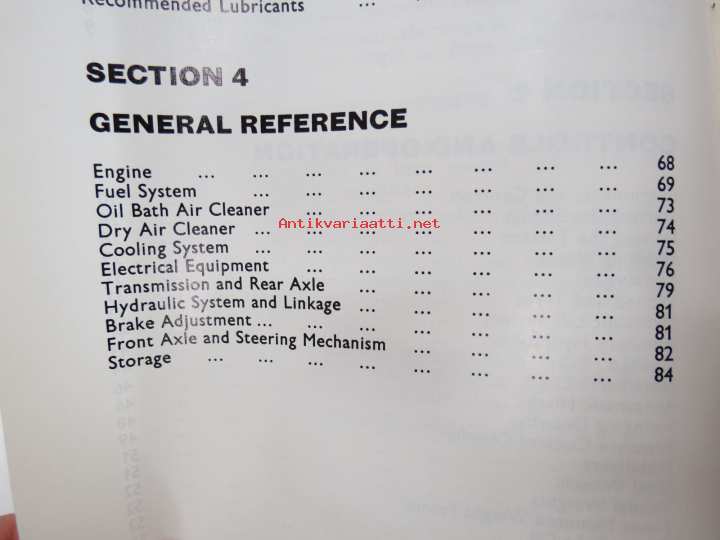 Recommended Lubricants ...
SECTION 4
GENERAL REFERENCE
Engine ... ... ... ... ... ... ... ... 68
Fuel System ... ... ... ... ... ... ... 69
Oil Bath Air Cleaner ... ... ... ... ... ... 73
Dry Air Cleaner ... ... ... ... ... ... ... 74
Cooling System ... ... ... ... ... ... ... 75
Electrical Equipment ... ... ... ... ... ... 76
Transmission and Rear Axle ... ... ... ... ... 79
Hydraulic System and Linkage ... ... ... ... ... 81
Brake Adjustment ... ... ... ... ... ... ... 81
Front Axle and Steering Mechanism ... ... ... ... 82
Storage ... ... ... ... ... ... ... ... 84
Antikvariaatti.net